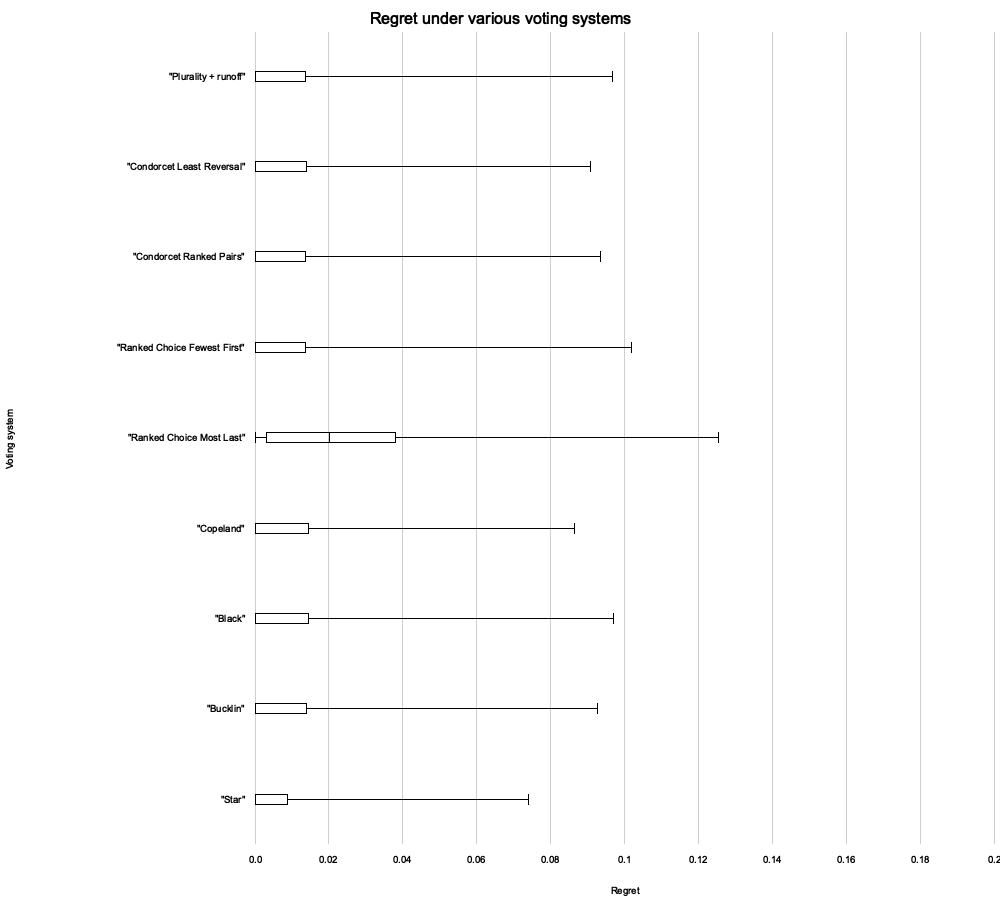 Regret under various voting systems
"Plurality + runoff"
"Condorcet Least Reversal"
"Condorcet Ranked Pairs"
"Ranked Choice Fewest First"
"Ranked Choice Most Last"
"Copeland"
"Black"
"Bucklin"
"Star"
Voting system
0.0 0.02 0.04 0.06 0.08 0.1 0.12 0.14 0.16 0.18 0.2
Regret